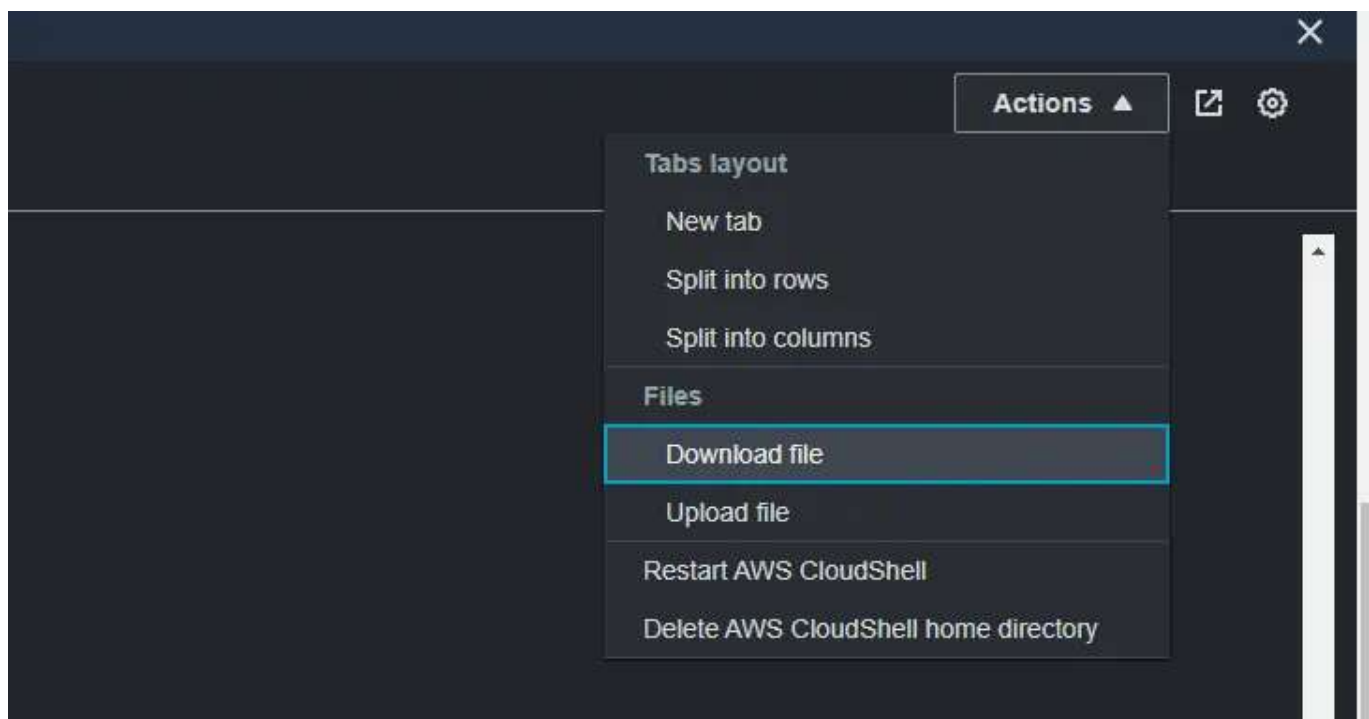 Actions
Tabs layout
New tab
Split into rows
Split into columns
Files
Download file
Upload file
Restart AWS CloudShell
Delete AWS CloudShell home directory